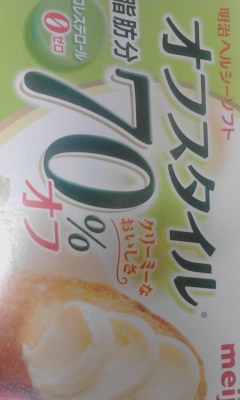 明治ヘルシーソフト
オフスタイル®
脂肪分
70%
オフ
コレステロール
0ゼロ
クリーミーな
おいしさ
meij